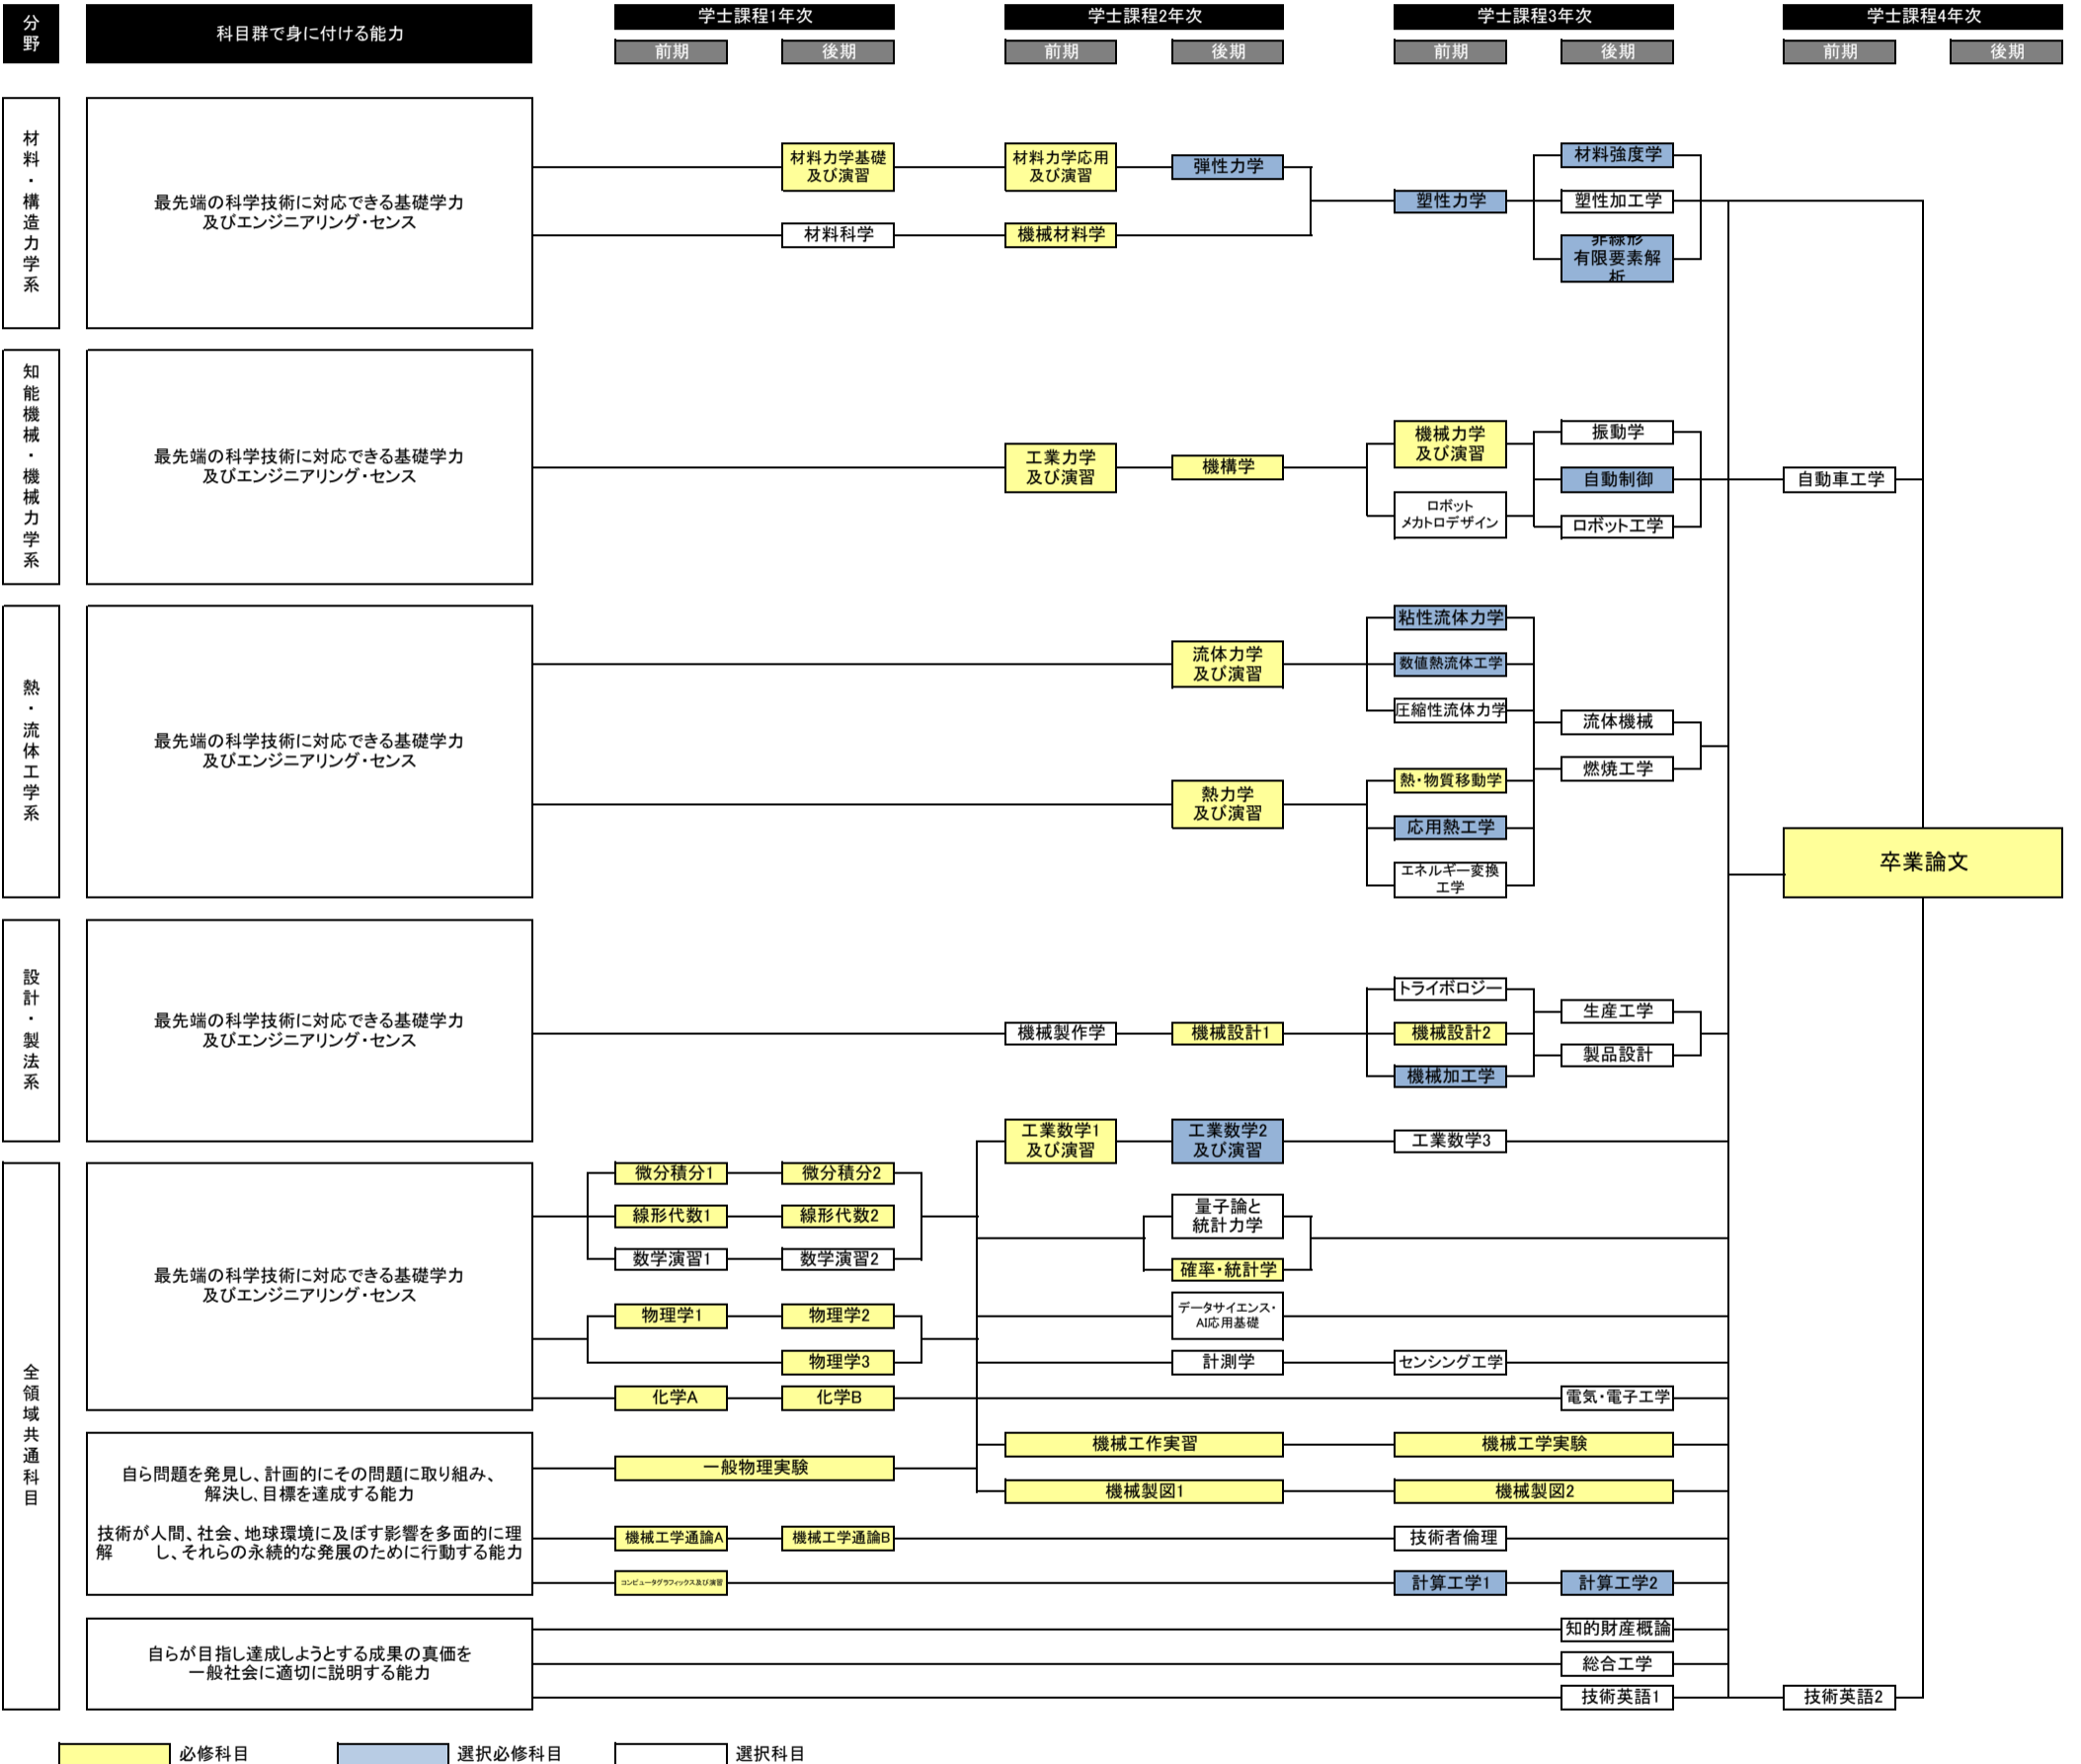 分
野
科目群で身に付ける能力
学士課程1年次
学士課程2年次
学士課程3年次
学士課程4年次
前期
後期
前期
後期
前期
後期
前期
後期
材料・構造力学系
最先端の科学技術に対応できる基礎学力
及びエンジニアリング・センス
材料力学基礎
及び演習
材料力学応用
及び演習
弾性力学
材料科学
機械材料学
塑性力学
材料強度学
塑性加工学
非線形
有限要素解
析
知能機械・機械力学系
最先端の科学技術に対応できる基礎学力
及びエンジニアリング・センス
工業力学
及び演習
機構学
機械力学
及び演習
ロボット
メカトロデザイン
振動学
自動制御
ロボット工学
自動車工学
熱・流体工学系
最先端の科学技術に対応できる基礎学力
及びエンジニアリング・センス
流体力学
及び演習
熱力学
及び演習
粘性流体力学
数値熱流体工学
圧縮性流体力学
熱・物質移動学
応用熱工学
エネルギー変換
工学
流体機械
燃焼工学
卒業論文
設計・製法系
最先端の科学技術に対応できる基礎学力
及びエンジニアリング・センス
機械製作学
機械設計1
トライボロジー
機械設計2
機械加工学
生産工学
製品設計
全領域共通科目
最先端の科学技術に対応できる基礎学力
及びエンジニアリング・センス
工業数学1
及び演習
工業数学2
及び演習
工業数学3
微分積分1
微分積分2
線形代数1
線形代数2
数学演習1
数学演習2
量子論と
統計力学
確率・統計学
物理学1
物理学2
物理学3
データサイエンス・
AI応用基礎
計測学
センシング工学
化学A
化学B
電気・電子工学
自ら問題を発見し、計画的にその問題に取り組み、
解決し、目標を達成する能力
技術が人間、社会、地球環境に及ぼす影響を多面的に理
解　　　し、それらの永続的な発展のために行動する能力
機械工作実習
機械工学実験
一般物理実験
機械製図1
機械製図2
機械工学通論A
機械工学通論B
技術者倫理
コンピュータグラフィックス及び演習
計算工学1
計算工学2
自らが目指し達成しようとする成果の真価を
一般社会に適切に説明する能力
知的財産概論
総合工学
技術英語1
技術英語2
必修科目
選択必修科目
選択科目